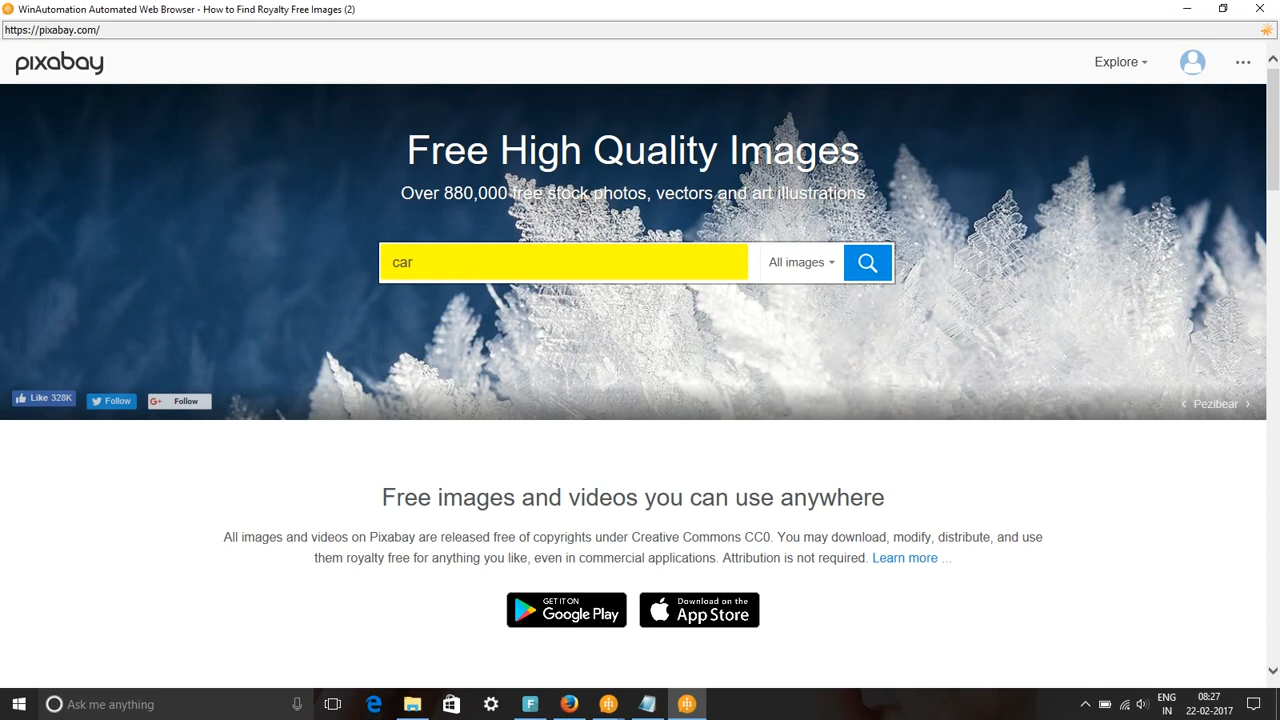 WinAutomation Automated Web Browser - How to Find Royalty Free Images (2)
https://pixabay.com/
pixabay
Explore
Free High Quality Images
Over 880,000 free stock photos, vectors and art illustrations
car
All images
Like 328K
Follow
G+ Follow
‹ Pezibear ›
Free images and videos you can use anywhere
All images and videos on Pixabay are released free of copyrights under Creative Commons CC0. You may download, modify, distribute, and use
them royalty free for anything you like, even in commercial applications. Attribution is not required. Learn more ...
GET IT ON
Google Play
Download on the
App Store
Ask me anything
ENG
IN
08:27
22-02-2017